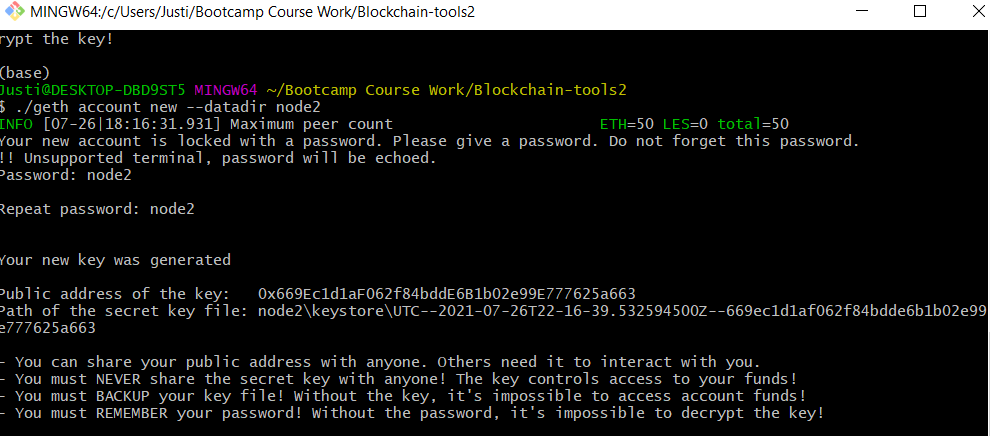 MINGW64:/c/Users/Justi/Bootcamp Course Work/Blockchain-tools2
rypt the key!
(base)
Justi@DESKTOP-DBD9ST5 MINGW64 ~/Bootcamp Course Work/Blockchain-tools2
$ ./geth account new --datadir node2
INFO [07-26|18:16:31.931] Maximum peer count ETH=50 LES=0 total=50
Your new account is locked with a password. Please give a password. Do not forget this password.
!! Unsupported terminal, password will be echoed.
Password: node2
Repeat password: node2
Your new key was generated
Public address of the key: 0x669Ec1d1aF062f84bddE6B1b02e99E777625a663
Path of the secret key file: node2\keystore\UTC--2021-07-26T22-16-39.532594500Z--669ec1d1af062f84bdde6b1b02e99
e777625a663
- You can share your public address with anyone. Others need it to interact with you.
- You must NEVER share the secret key with anyone! The key controls access to your funds!
- You must BACKUP your key file! Without the key, it's impossible to access account funds!
- You must REMEMBER your password! Without the password, it's impossible to decrypt the key!